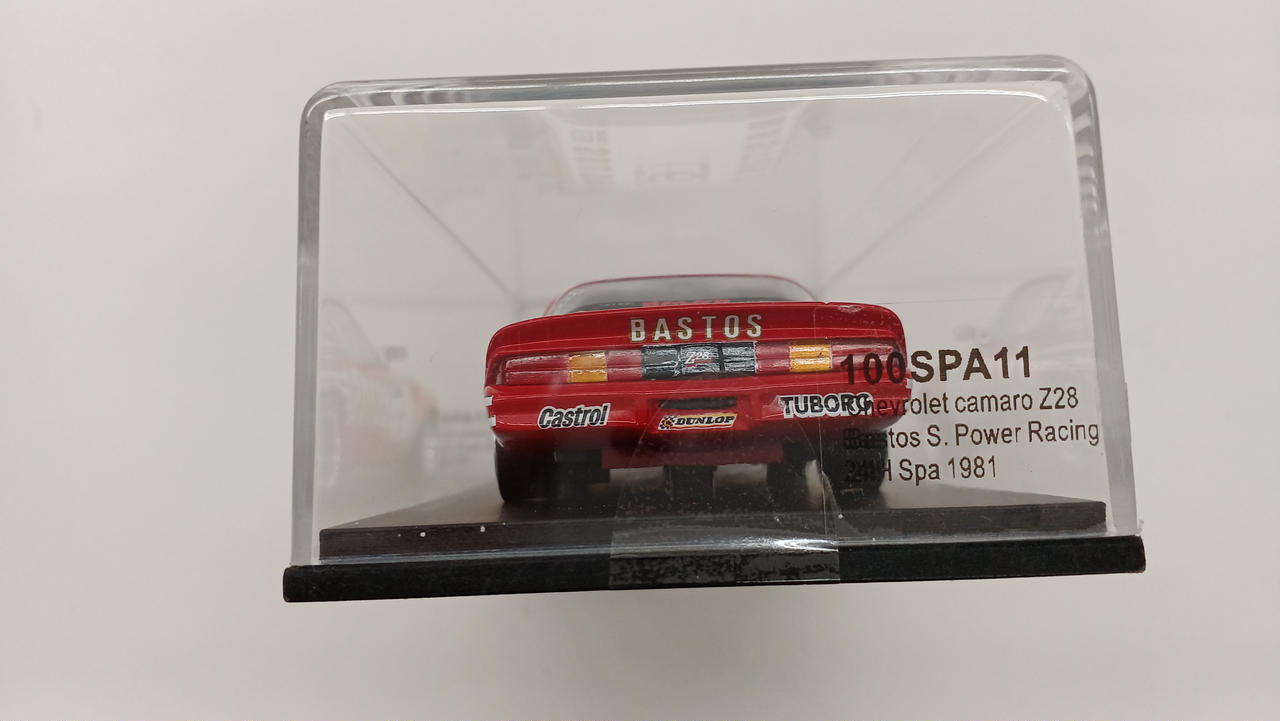 BASTOS
Z28
Castrol
DUNLOP
TUBORG
100SPA11
Chevrolet camaro Z28
Bastos S. Power Racing
24H Spa 1981